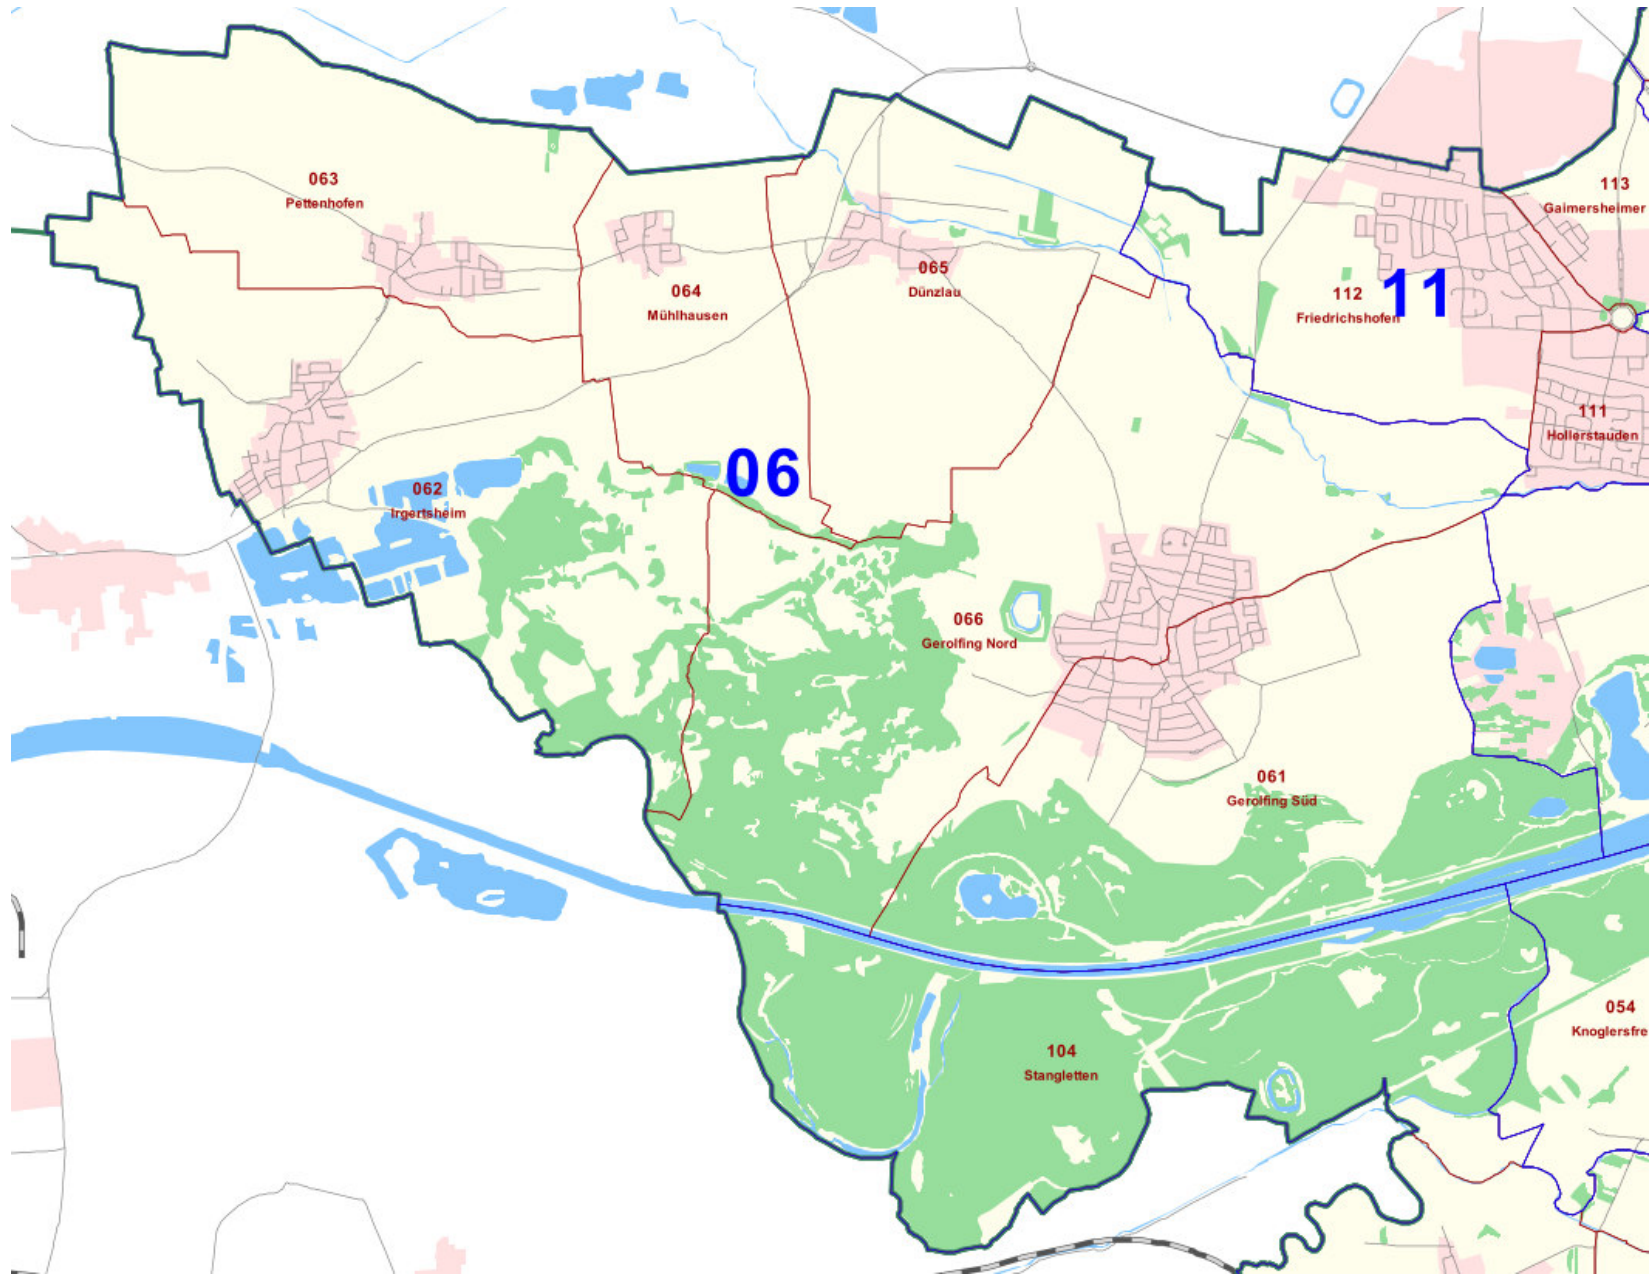 063
Pettenhofen
113
Gaimersheimer
065
Dünzlau
064
Mühlhausen
112
Friedrichshofen
11
111
Hollerstauden
06
062
Irgertsheim
066
Gerolfing Nord
061
Gerolfing Süd
054
Knoglersfre
104
Stangletten